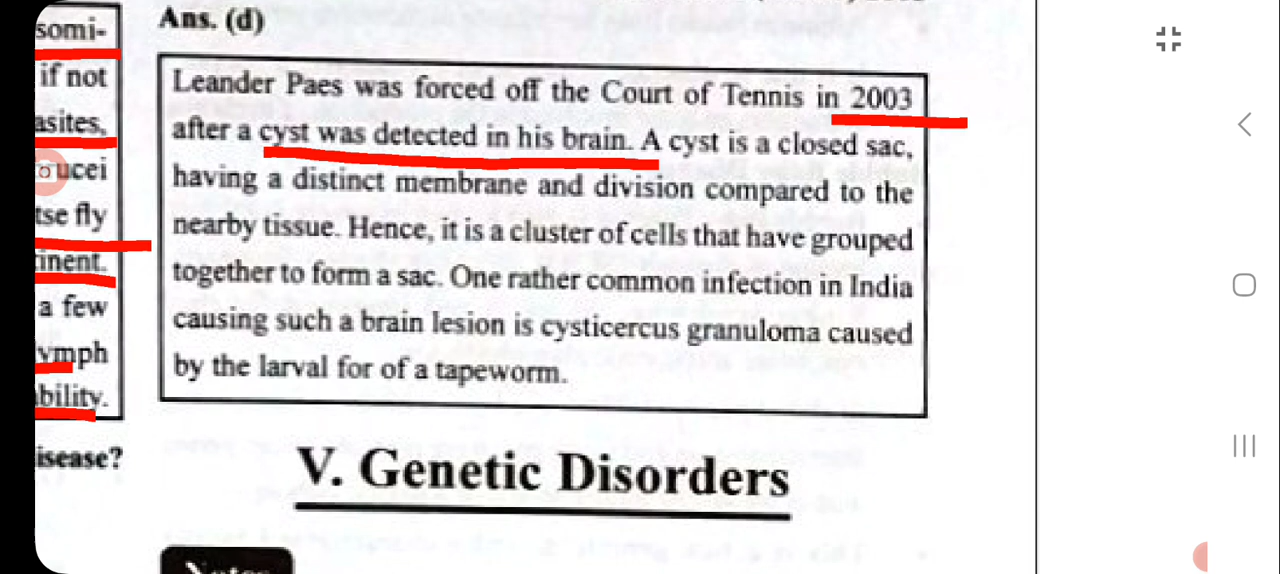 somi-
if not
asites,
ucei
tse fly
inent.
a few
ymph
bility.
isease?
Ans. (d)
Leander Paes was forced off the Court of Tennis in 2003
after a cyst was detected in his brain. A cyst is a closed sac,
having a distinct membrane and division compared to the
nearby tissue. Hence, it is a cluster of cells that have grouped
together to form a sac. One rather common infection in India
causing such a brain lesion is cysticercus granuloma caused
by the larval for of a tapeworm.
V. Genetic Disorders